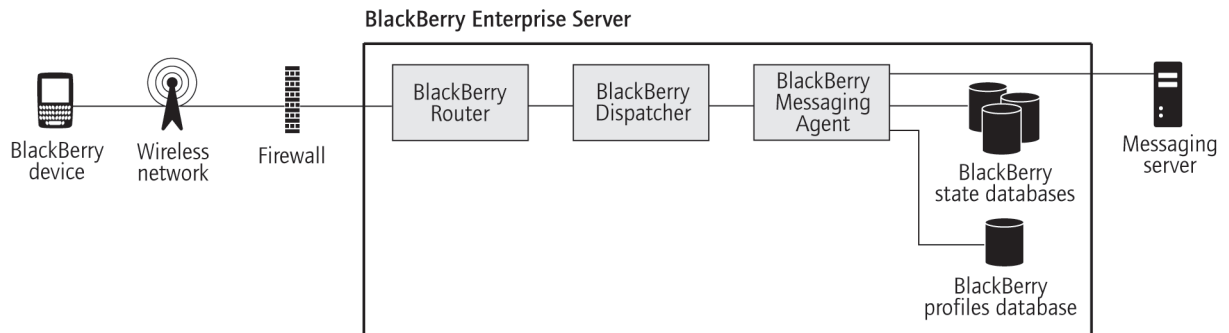 BlackBerry Enterprise Server
BlackBerry
device
Wireless
network
Firewall
BlackBerry
Router
BlackBerry
Dispatcher
BlackBerry
Messaging
Agent
BlackBerry
state databases
BlackBerry
profiles database
Messaging
server